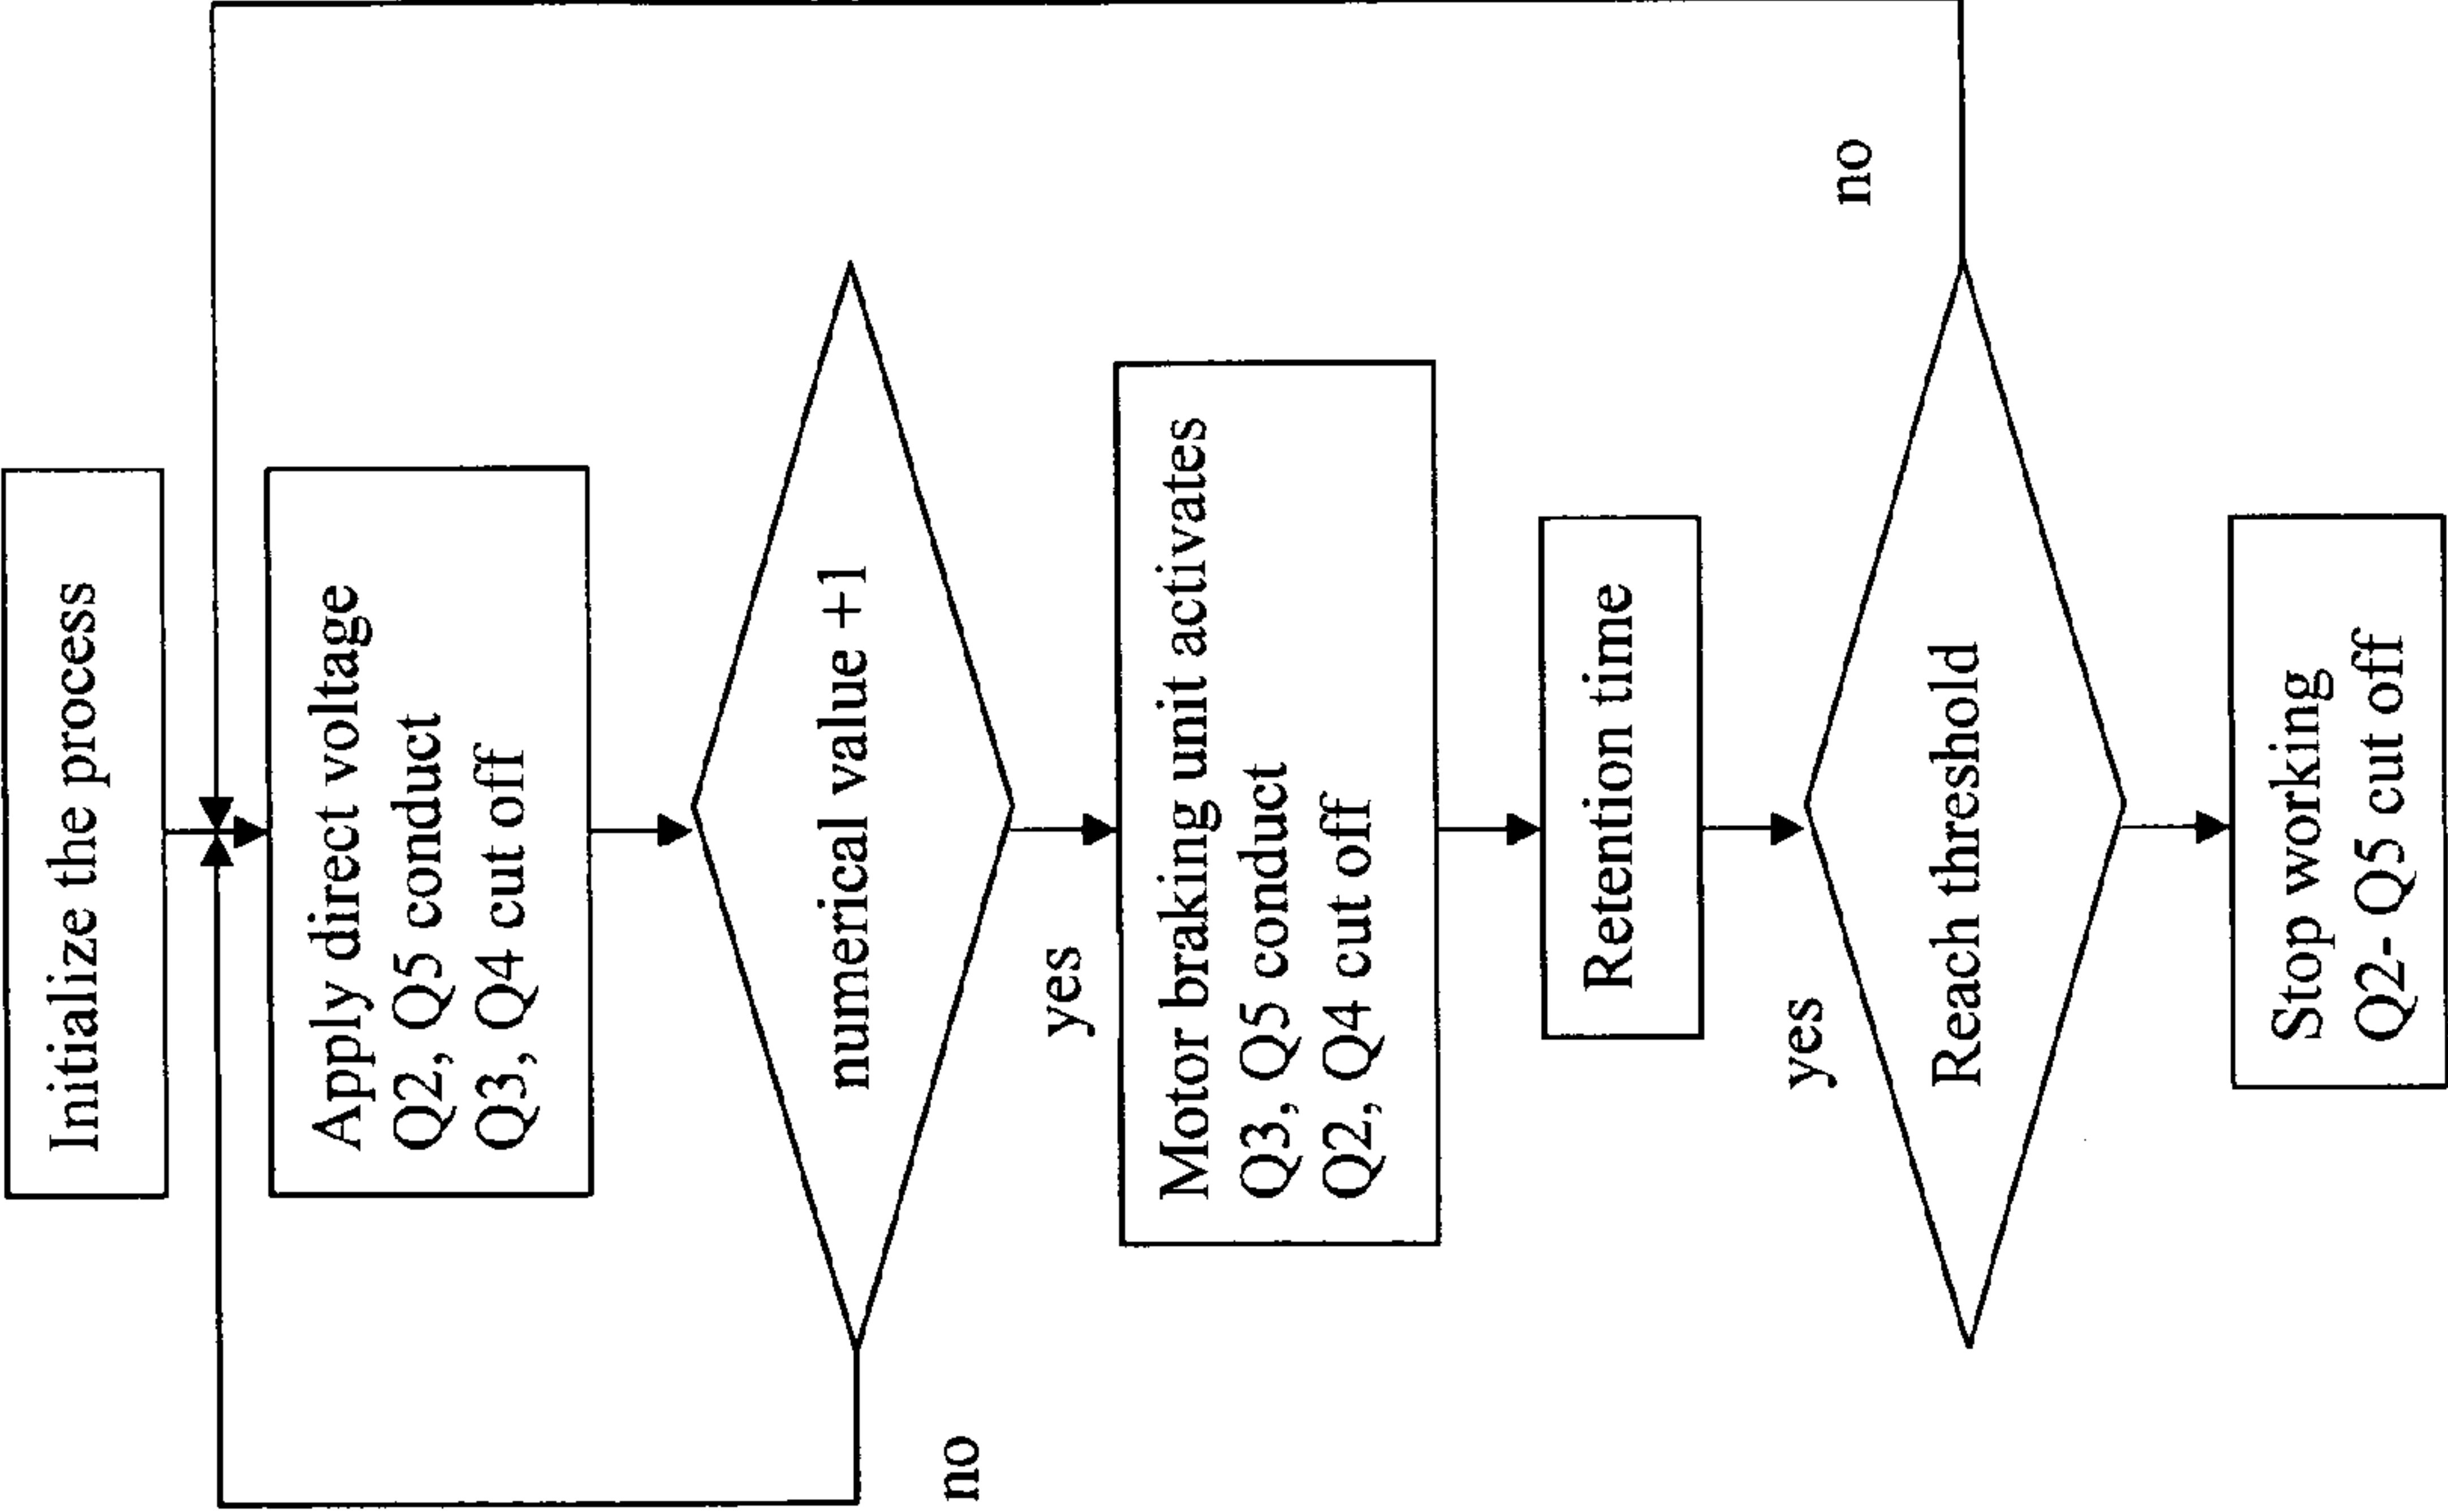 Initialize the process
Apply direct voltage
Q2, Q5 conduct
Q3, Q4 cut off
numerical value +1
no
yes
Motor braking unit activates
Q3, Q5 conduct
Q2, Q4 cut off
Retention time
yes
Reach threshold
no
Stop working
Q2- Q5 cut off